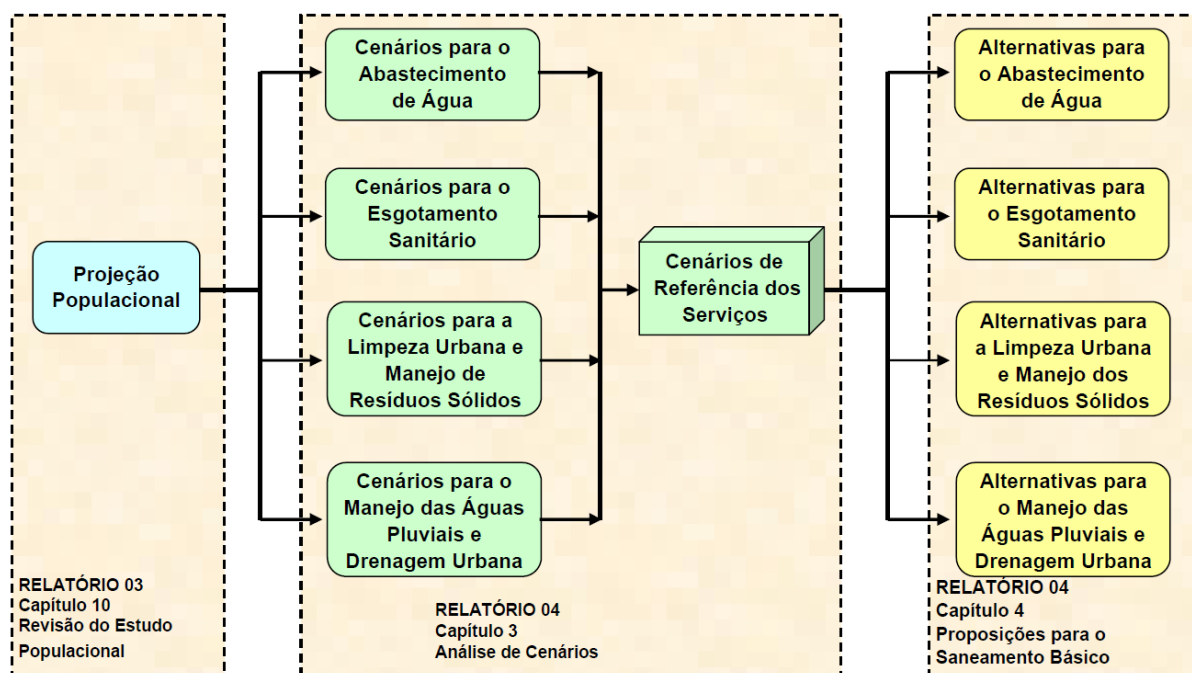 Projeção
Populacional
RELATÓRIO 03
Capítulo 10
Revisão do Estudo
Populacional
Cenários para o
Abastecimento
de Água
Cenários para o
Esgotamento
Sanitário
Cenários para a
Limpeza Urbana e
Manejo de
Resíduos Sólidos
Cenários para o
Manejo das Águas
Pluviais e
Drenagem Urbana
Cenários de
Referência dos
Serviços
RELATÓRIO 04
Capítulo 3
Análise de Cenários
Alternativas para
o Abastecimento
de Água
Alternativas para
o Esgotamento
Sanitário
Alternativas para
a Limpeza Urbana
e Manejo dos
Resíduos Sólidos
Alternativas para
o Manejo das
Águas Pluviais e
Drenagem Urbana
RELATÓRIO 04
Capítulo 4
Proposições para o
Saneamento Básico